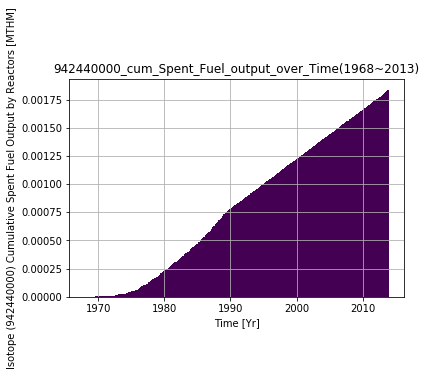 942440000_cum_Spent_Fuel_output_over_Time(1968~2013)
Isotope (942440000) Cumulative Spent Fuel Output by Reactors [MTHM]
0.00175
0.00150
0.00125
0.00100
0.00075
0.00050
0.00025
0.00000
1970 1980 1990 2000 2010
Time [Yr]